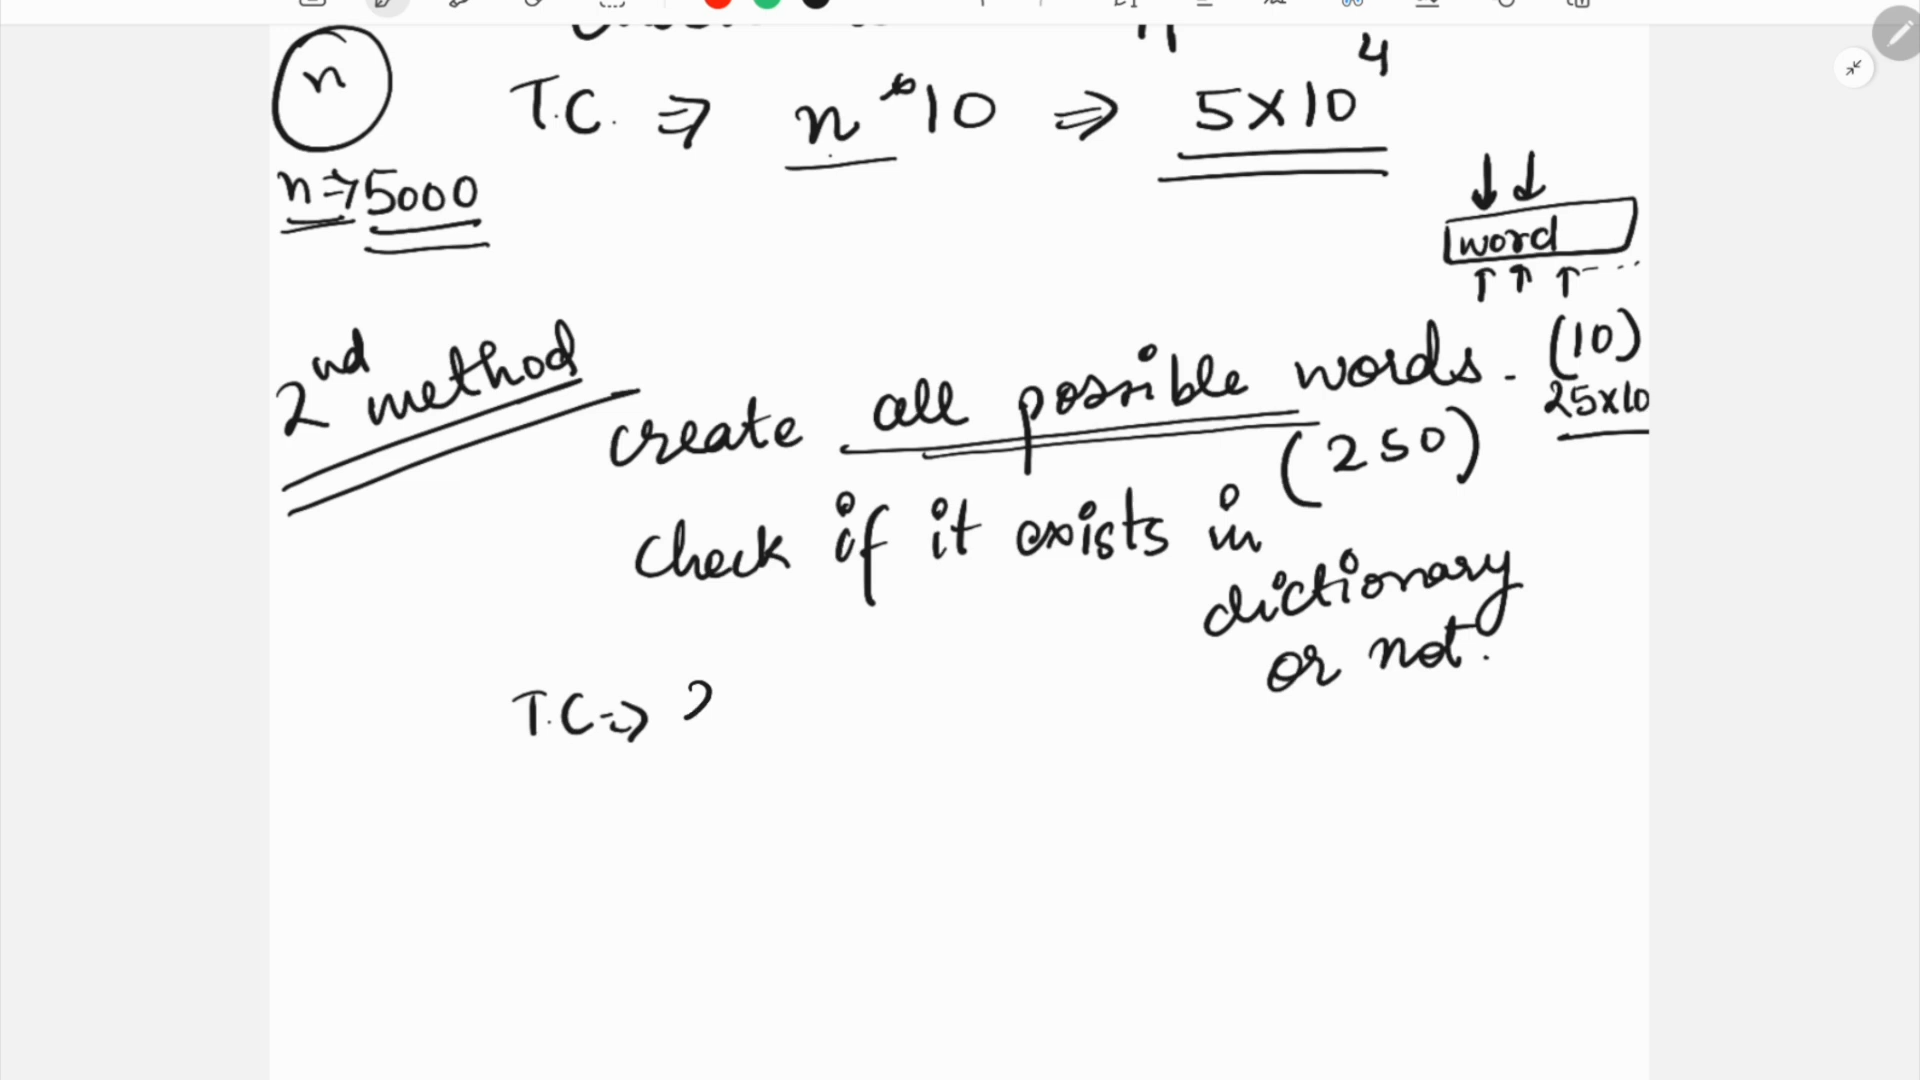 n
T.C. ⇒ n * 10 ⇒ 5 × 10^4
n ⇒ 5000
word
2nd method
create all possible words. (10)
25×10
(250)
check if it exists in
dictionary
or not.
T.C ⇒